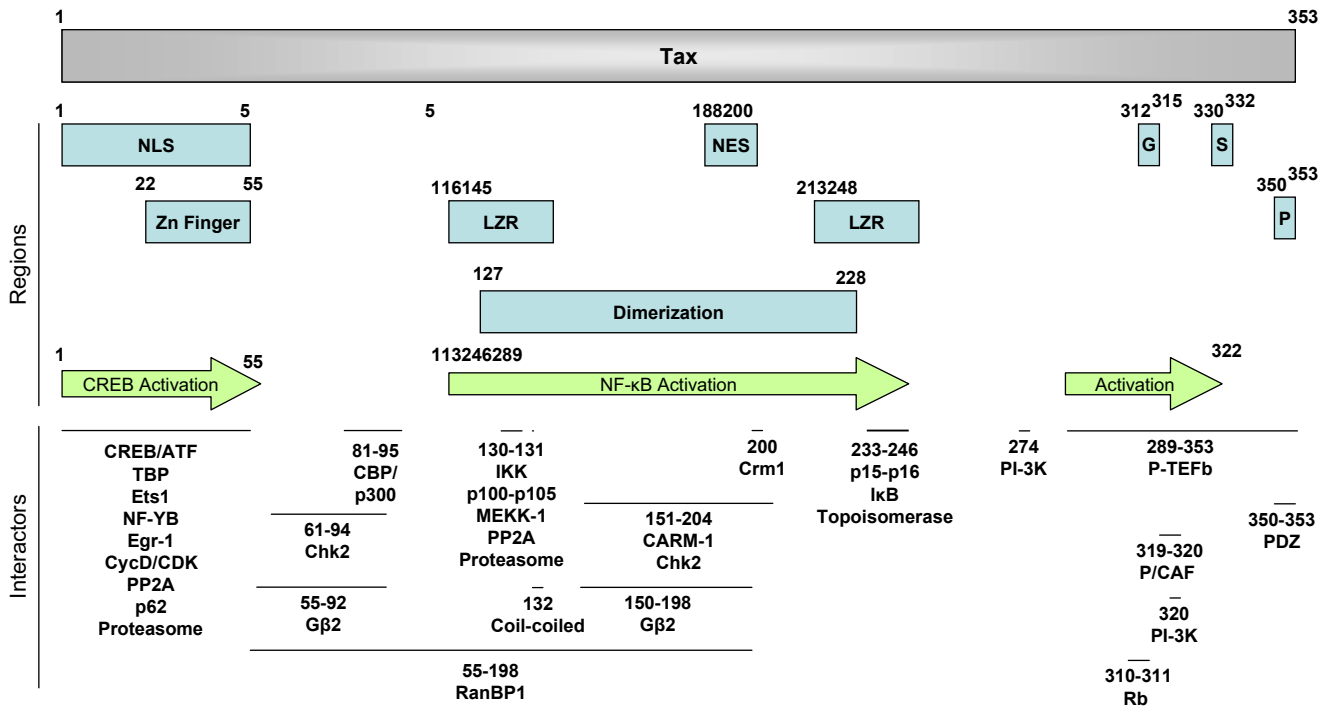 1 353
Tax
Regions
1 5 5 188200 312 315 330 332
NLS NES G S
22 55 116145 213248 350 353
Zn Finger LZR LZR P
127 228
Dimerization
1 55 113246289 322
CREB Activation NF-κB Activation Activation
Interactors
CREB/ATF
TBP
Ets1
NF-YB
Egr-1
CycD/CDK
PP2A
p62
Proteasome
81-95
CBP/
p300
61-94
Chk2
55-92
Gβ2
130-131
IKK
p100-p105
MEKK-1
PP2A
Proteasome
132
Coil-coiled
55-198
RanBP1
200
Crm1
151-204
CARM-1
Chk2
150-198
Gβ2
233-246
p15-p16
IκB
Topoisomerase
274
PI-3K
289-353
P-TEFb
350-353
PDZ
319-320
P/CAF
320
PI-3K
310-311
Rb